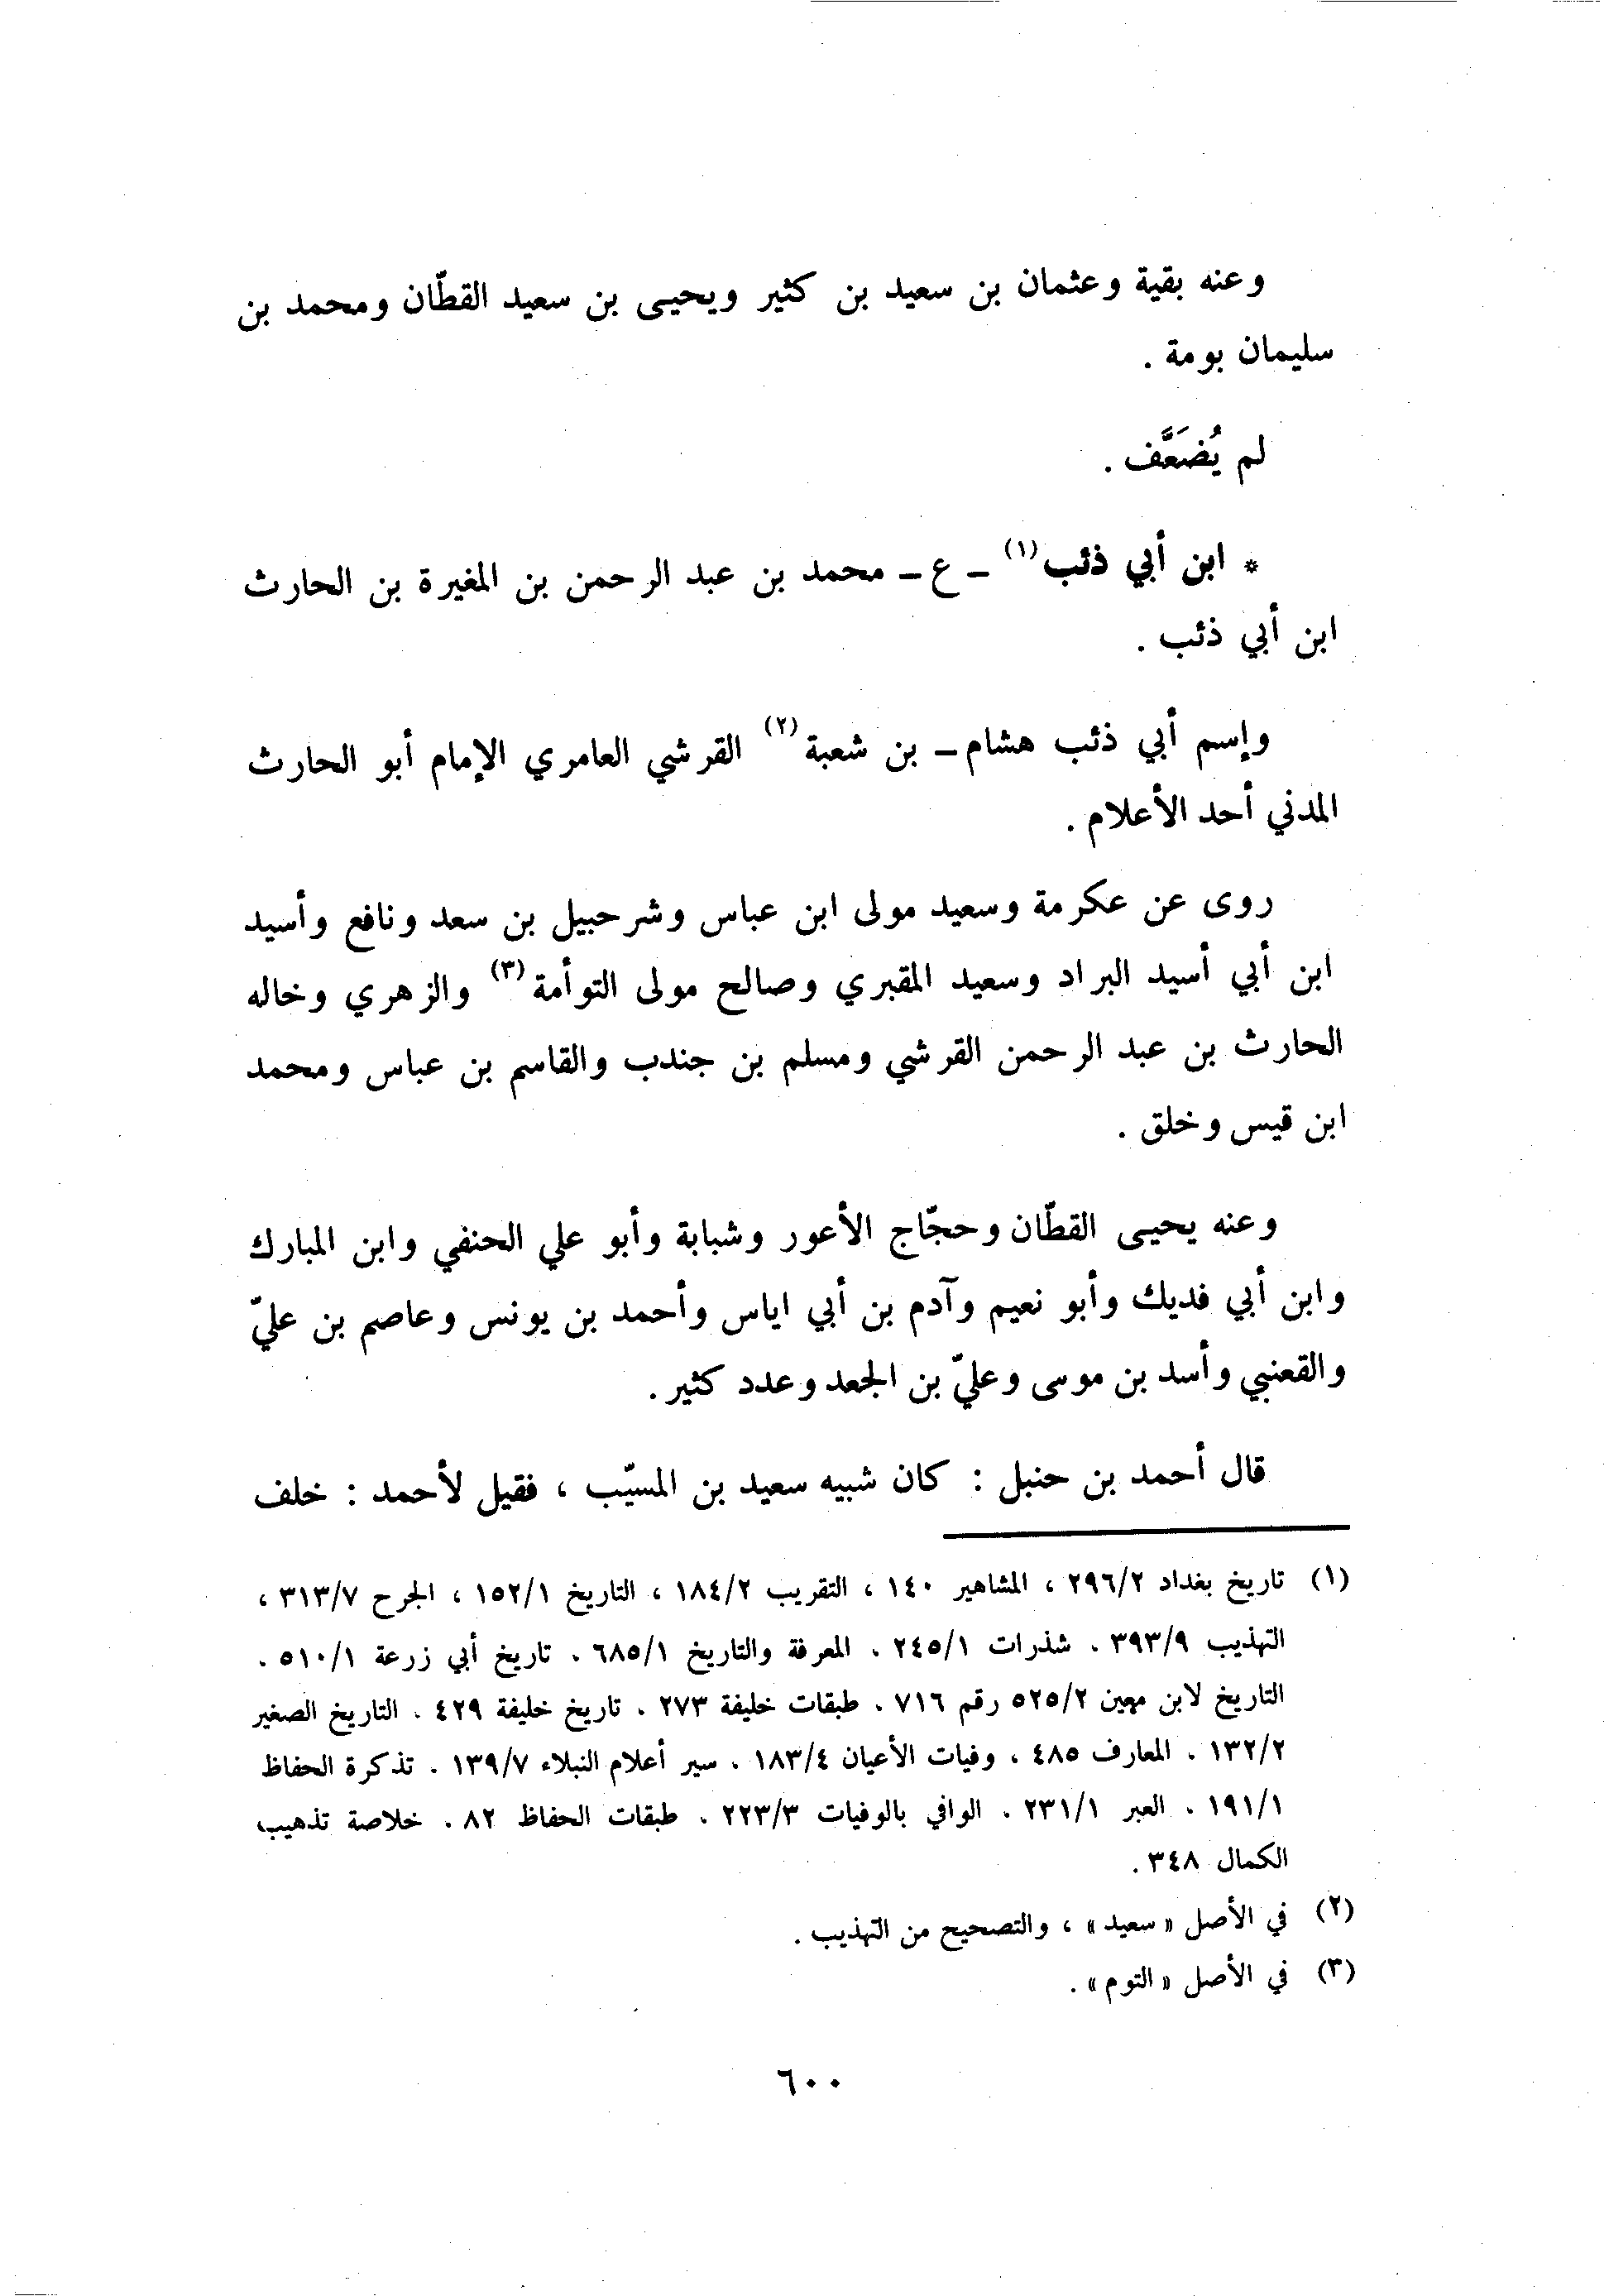 وعنه بقية وعثمان بن سعيد بن كثير ويحيى بن سعيد القطّان ومحمد بن
سليمان بومة .
لم يُضَعَّف .
* ابن أبي ذئب (١) ــ ع ــ محمد بن عبد الرحمن بن المغيرة بن الحارث
ابن أبي ذئب .
وإسم أبي ذئب هشام ــ بن شعبة (٢) القرشي العامري الإمام أبو الحارث
المدني أحد الأعلام .
روى عن عكرمة وسعيد مولى ابن عباس وشرحبيل بن سعد ونافع وأسيد
ابن أبي أسيد البراد وسعيد المقبري وصالح مولى التوأمة (٣) والزهري وخاله
الحارث بن عبد الرحمن القرشي ومسلم بن جندب والقاسم بن عباس ومحمد
ابن قيس وخلق .
وعنه يحيى القطّان وحجّاج الأعور وشبابة وأبو علي الحنفي وابن المبارك
وابن أبي فديك وأبو نعيم وآدم بن أبي اياس وأحمد بن يونس وعاصم بن عليّ
والقعنبي وأسد بن موسى وعليّ بن الجعد وعدد كثير .
قال أحمد بن حنبل : كان شبيه سعيد بن المسيّب ، فقيل لأحمد : خلف
(١) تاريخ بغداد ٢٩٦/٢ ، المشاهير ١٤٠ ، التقريب ١٨٤/٢ ، التاريخ ١٥٢/١ ، الجرح ٣١٣/٧ ،
التهذيب ٣٩٣/٩ . شذرات ٢٤٥/١ . المعرفة والتاريخ ٦٨٥/١ . تاريخ أبي زرعة ٥١٠/١ .
التاريخ لابن معين ٥٢٥/٢ رقم ٧١٦ . طبقات خليفة ٢٧٣ . تاريخ خليفة ٤٢٩ . التاريخ الصغير
١٣٢/٢ . المعارف ٤٨٥ ، وفيات الأعيان ١٨٣/٤ . سير أعلام النبلاء ١٣٩/٧ . تذكرة الحفاظ
١٩١/١ . العبر ٢٣١/١ . الوافي بالوفيات ٢٢٣/٣ . طبقات الحفاظ ٨٢ . خلاصة تذهيب
الكمال ٣٤٨ .
(٢) في الأصل « سعيد » ، والتصحيح من التهذيب .
(٣) في الأصل « التوم » .
٦٠٠